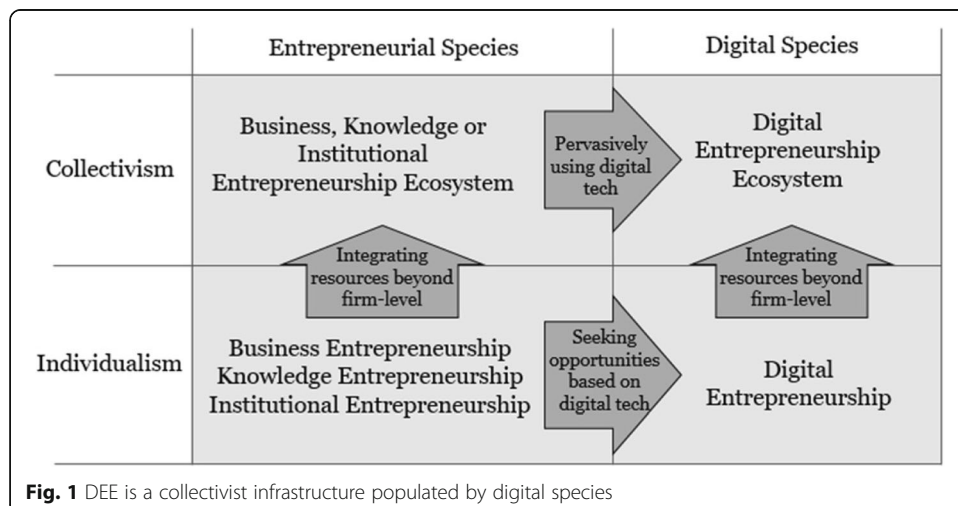 Entrepreneurial Species
Digital Species
Collectivism
Business, Knowledge or
Institutional
Entrepreneurship Ecosystem
Pervasively
using digital
tech
Digital
Entrepreneurship
Ecosystem
Integrating
resources beyond
firm-level
Integrating
resources beyond
firm-level
Individualism
Business Entrepreneurship
Knowledge Entrepreneurship
Institutional Entrepreneurship
Seeking
opportunities
based on
digital tech
Digital
Entrepreneurship
Fig. 1 DEE is a collectivist infrastructure populated by digital species